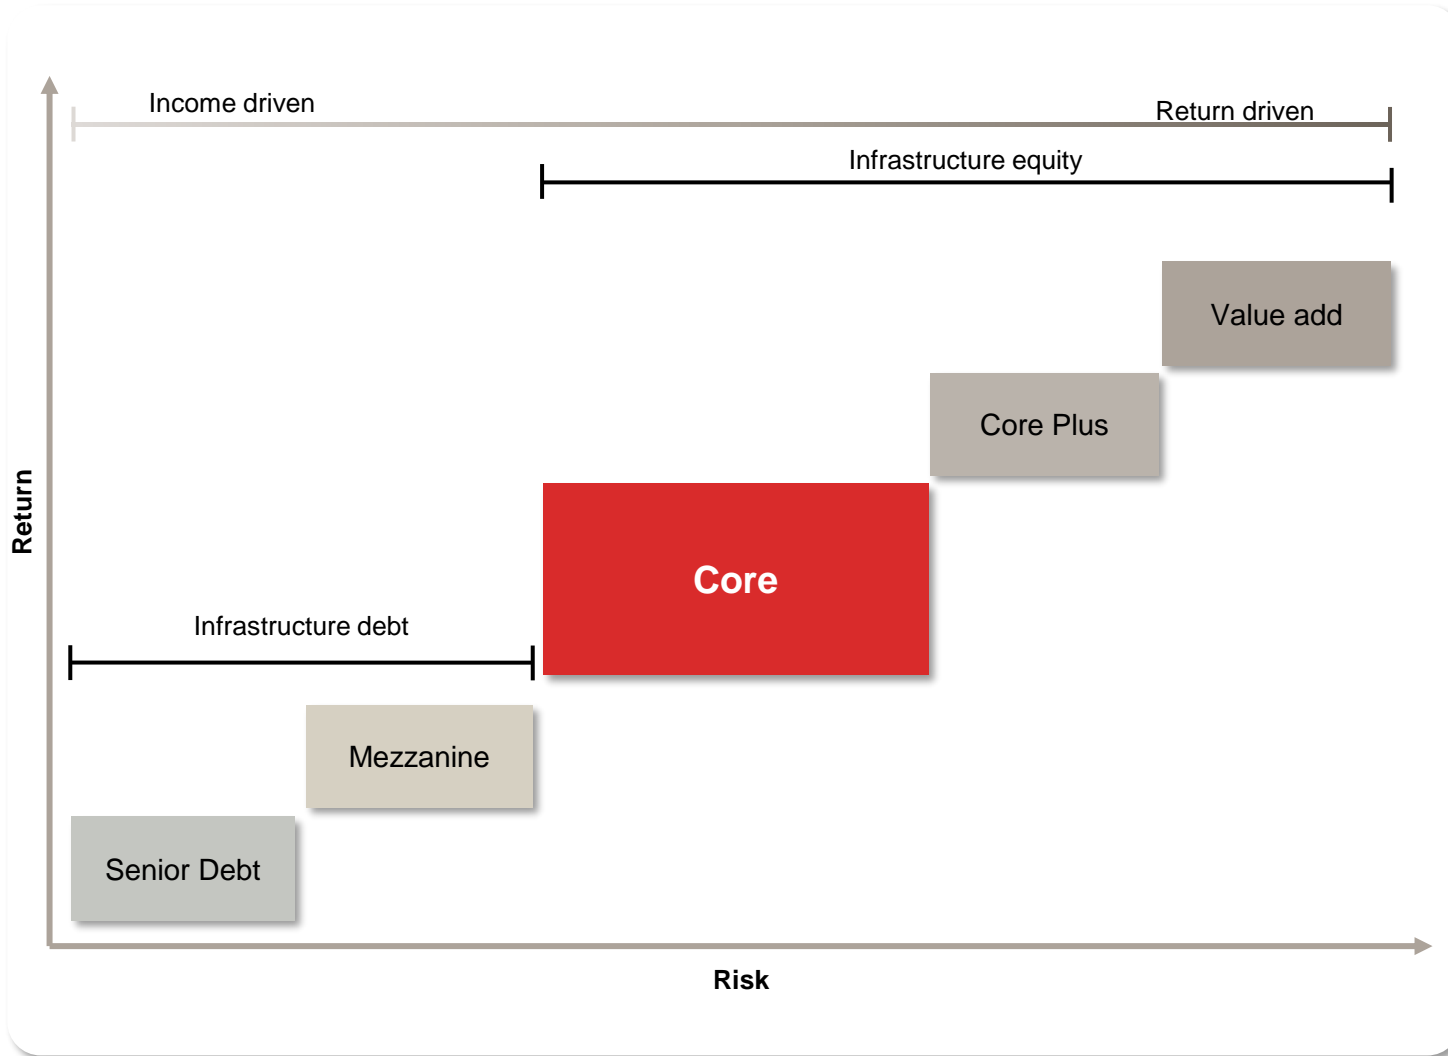 Income driven
Return driven
Infrastructure equity
Value add
Core Plus
Return
Core
Infrastructure debt
Mezzanine
Senior Debt
Risk